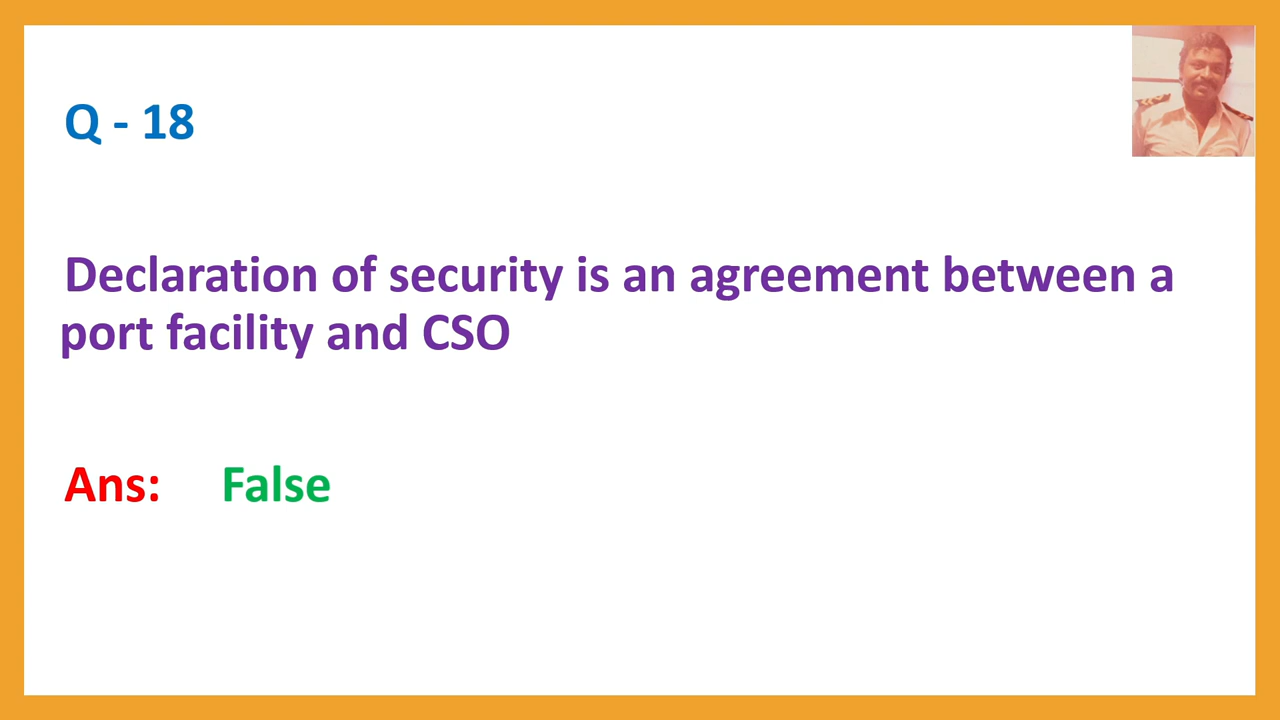 Q - 18
Declaration of security is an agreement between a
port facility and CSO
Ans: False